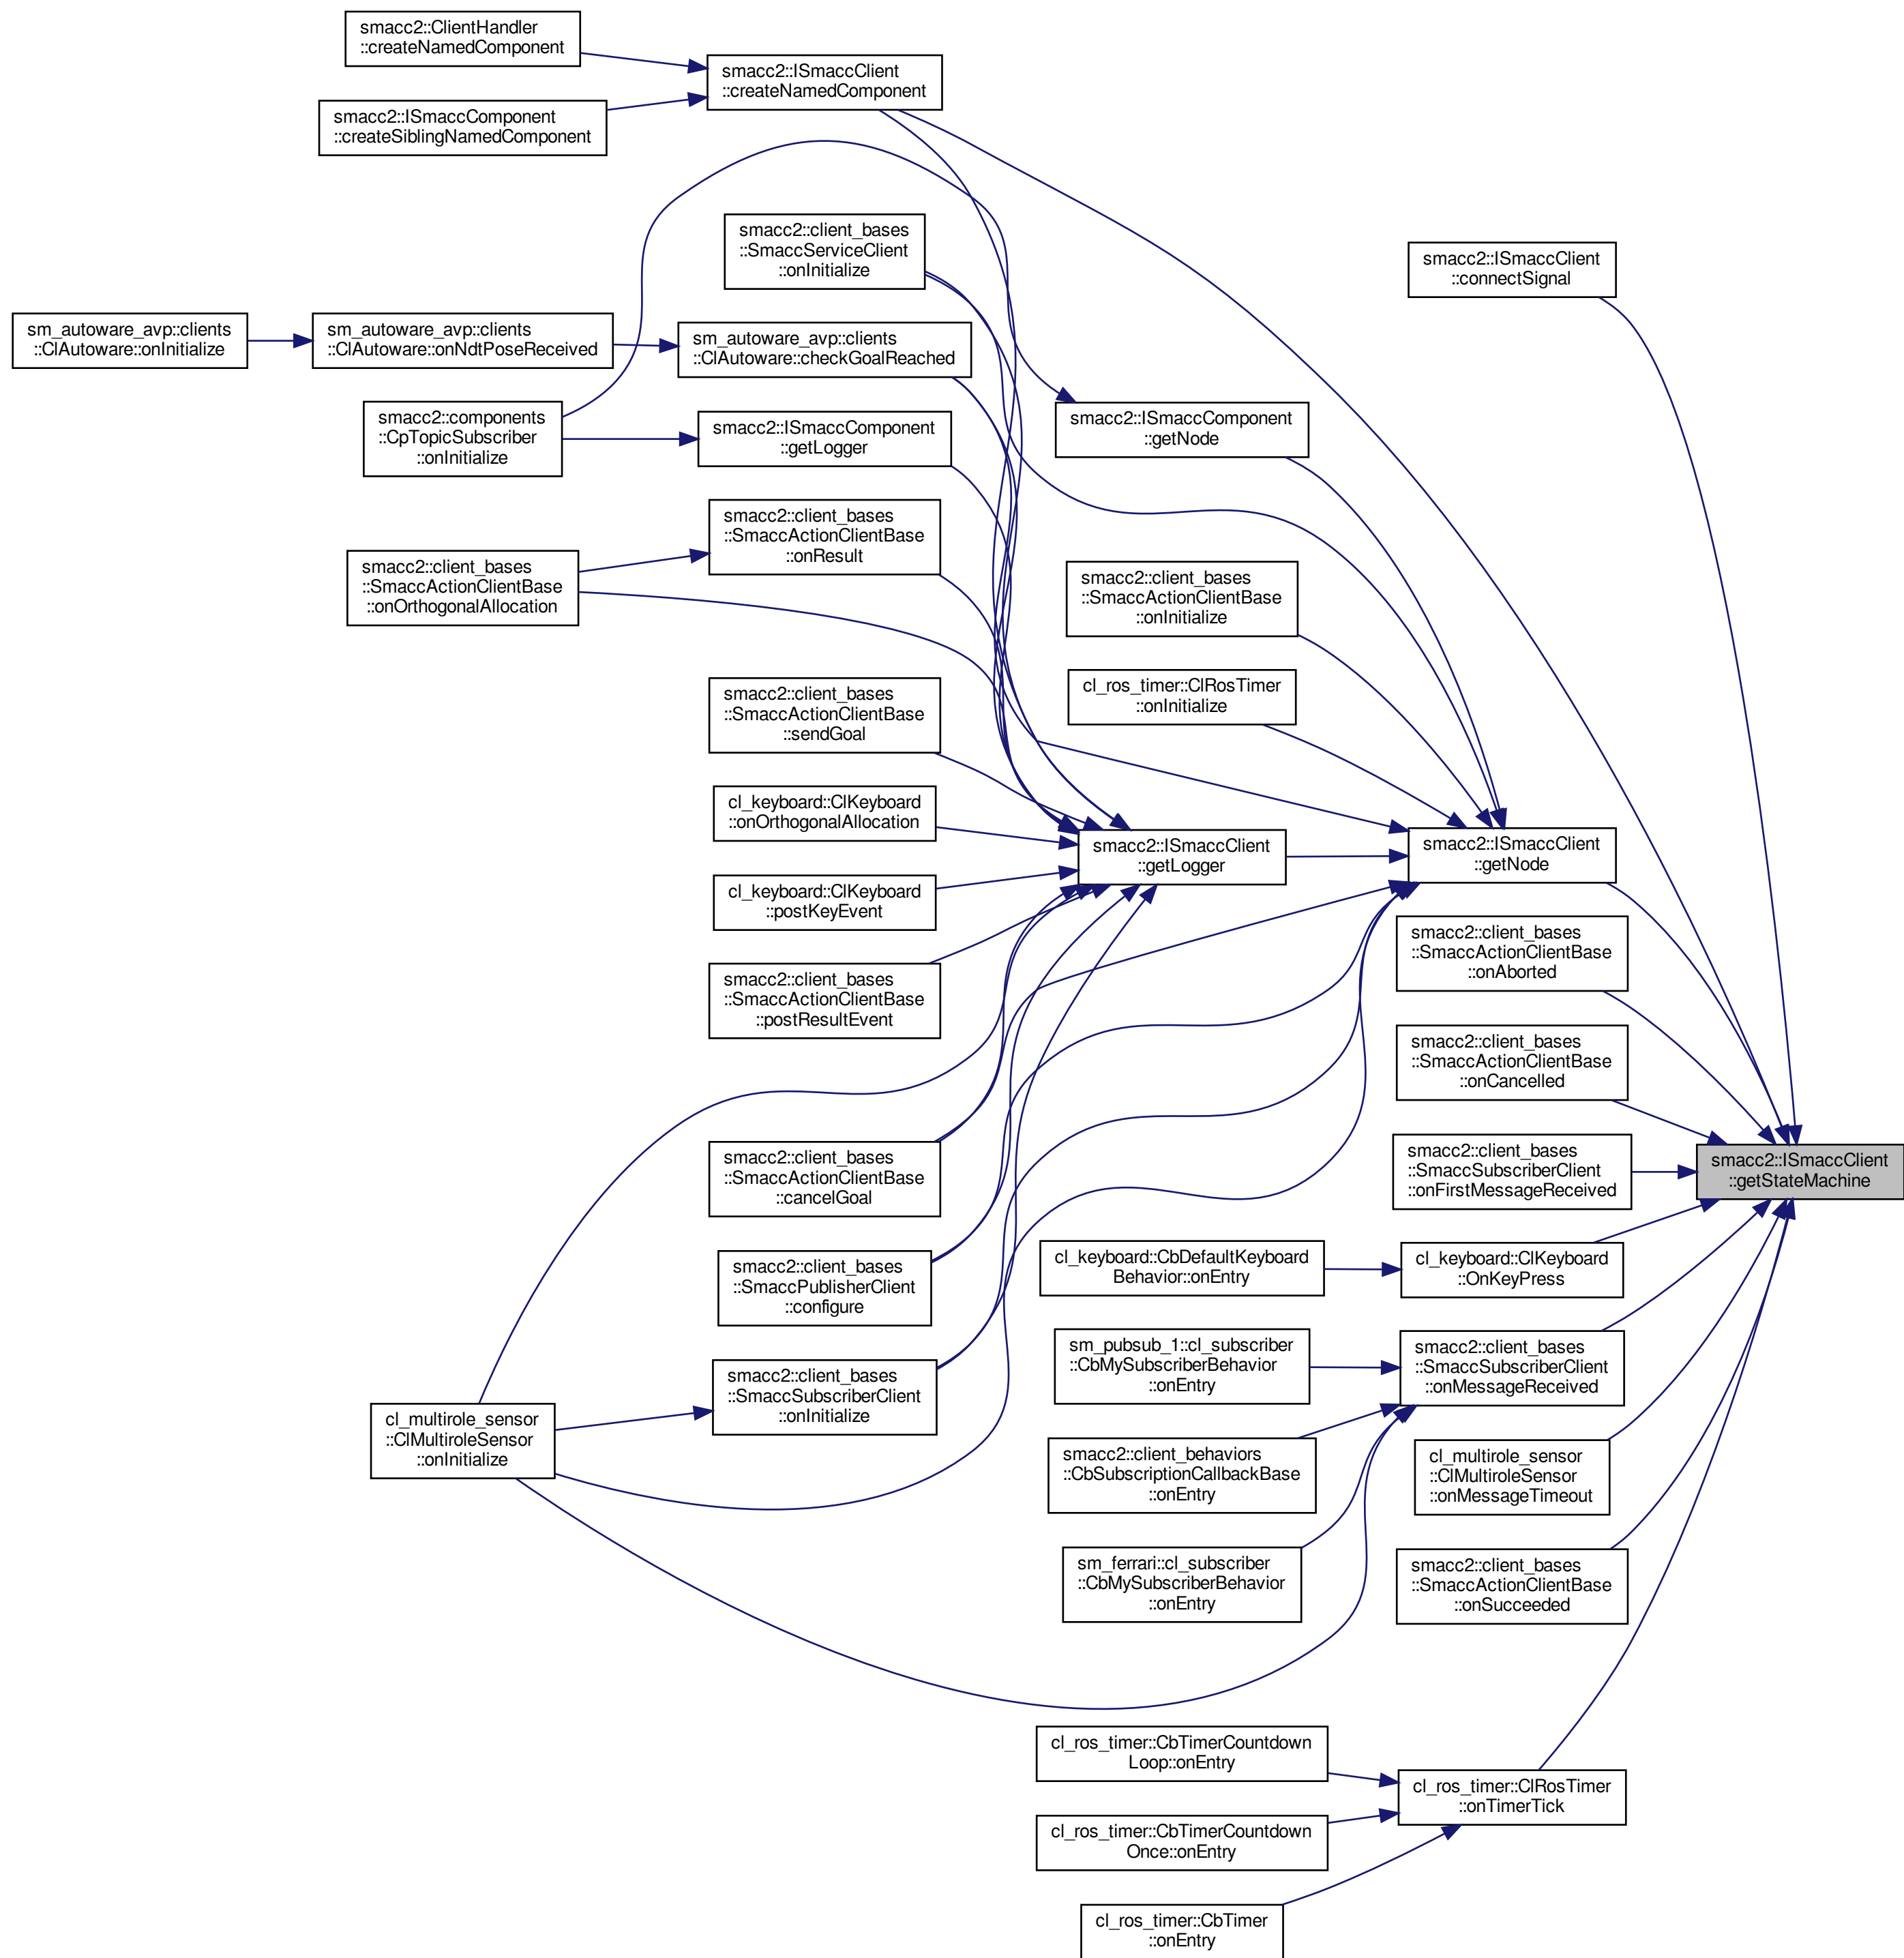 smacc2::ClientHandler
::createNamedComponent
smacc2::ISmaccClient
::createNamedComponent
smacc2::ISmaccComponent
::createSiblingNamedComponent
smacc2::client_bases
::SmaccServiceClient
::onInitialize
smacc2::ISmaccClient
::connectSignal
sm_autoware_avp::clients
::ClAutoware::onInitialize
sm_autoware_avp::clients
::ClAutoware::onNdtPoseReceived
sm_autoware_avp::clients
::ClAutoware::checkGoalReached
smacc2::components
::CpTopicSubscriber
::onInitialize
smacc2::ISmaccComponent
::getLogger
smacc2::ISmaccComponent
::getNode
smacc2::client_bases
::SmaccActionClientBase
::onResult
smacc2::client_bases
::SmaccActionClientBase
::onOrthogonalAllocation
smacc2::client_bases
::SmaccActionClientBase
::onInitialize
smacc2::client_bases
::SmaccActionClientBase
::sendGoal
cl_ros_timer::ClRosTimer
::onInitialize
cl_keyboard::ClKeyboard
::onOrthogonalAllocation
smacc2::ISmaccClient
::getLogger
smacc2::ISmaccClient
::getNode
cl_keyboard::ClKeyboard
::postKeyEvent
smacc2::client_bases
::SmaccActionClientBase
::onAborted
smacc2::client_bases
::SmaccActionClientBase
::postResultEvent
smacc2::client_bases
::SmaccActionClientBase
::onCancelled
smacc2::client_bases
::SmaccActionClientBase
::cancelGoal
smacc2::client_bases
::SmaccSubscriberClient
::onFirstMessageReceived
smacc2::ISmaccClient
::getStateMachine
smacc2::client_bases
::SmaccPublisherClient
::configure
cl_keyboard::CbDefaultKeyboard
Behavior::onEntry
cl_keyboard::ClKeyboard
::OnKeyPress
sm_pubsub_1::cl_subscriber
::CbMySubscriberBehavior
::onEntry
smacc2::client_bases
::SmaccSubscriberClient
::onMessageReceived
cl_multirole_sensor
::ClMultiroleSensor
::onInitialize
smacc2::client_bases
::SmaccSubscriberClient
::onInitialize
smacc2::client_behaviors
::CbSubscriptionCallbackBase
::onEntry
cl_multirole_sensor
::ClMultiroleSensor
::onMessageTimeout
sm_ferrari::cl_subscriber
::CbMySubscriberBehavior
::onEntry
smacc2::client_bases
::SmaccActionClientBase
::onSucceeded
cl_ros_timer::CbTimerCountdown
Loop::onEntry
cl_ros_timer::ClRosTimer
::onTimerTick
cl_ros_timer::CbTimerCountdown
Once::onEntry
cl_ros_timer::CbTimer
::onEntry